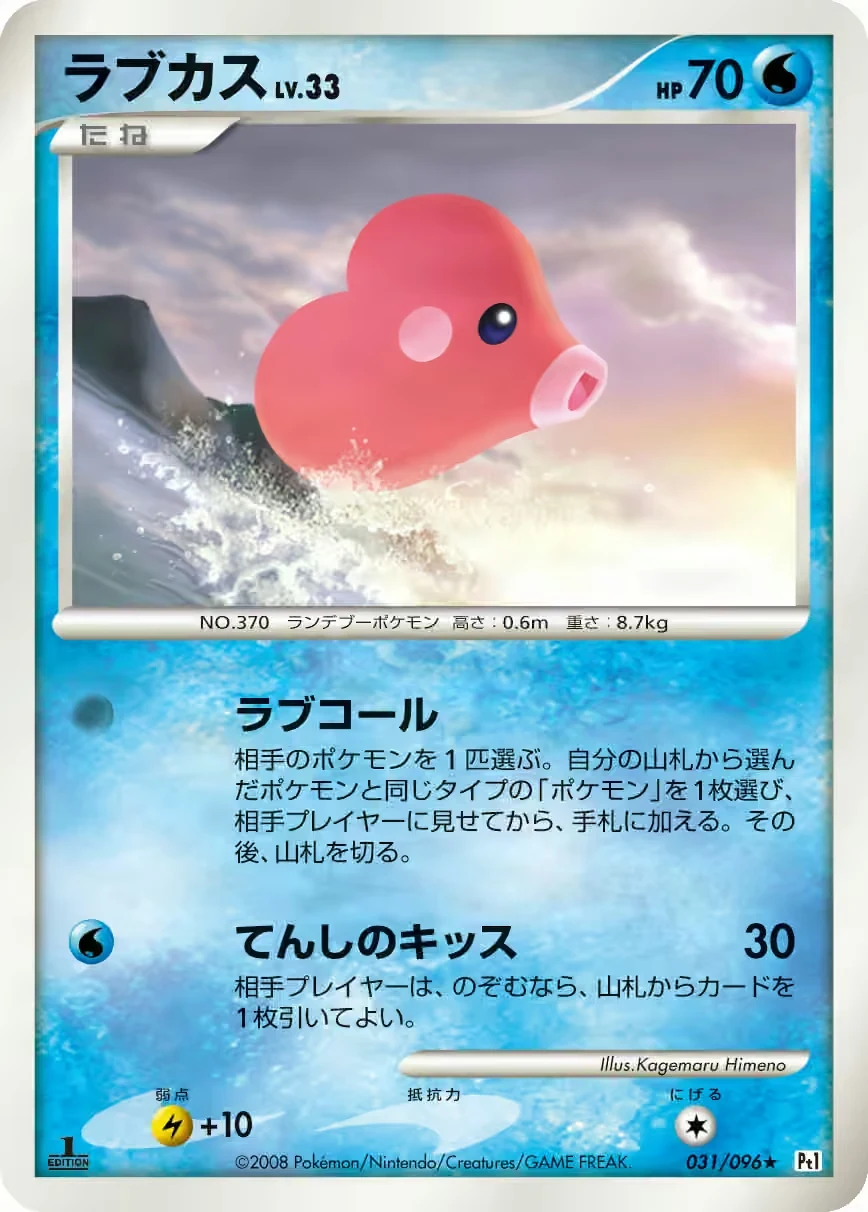 ラブカス LV.33 HP 70
たね
NO.370 ランデブーポケモン 高さ：0.6m 重さ：8.7kg
ラブコール
相手のポケモンを1匹選ぶ。自分の山札から選ん
だポケモンと同じタイプの「ポケモン」を1枚選び、
相手プレイヤーに見せてから、手札に加える。その
後、山札を切る。
てんしのキッス 30
相手プレイヤーは、のぞむなら、山札からカードを
1枚引いてよい。
Illus.Kagemaru Himeno
弱点 抵抗力 にげる
+10
1 EDITION ©2008 Pokémon/Nintendo/Creatures/GAME FREAK. 031/096★ Pt1